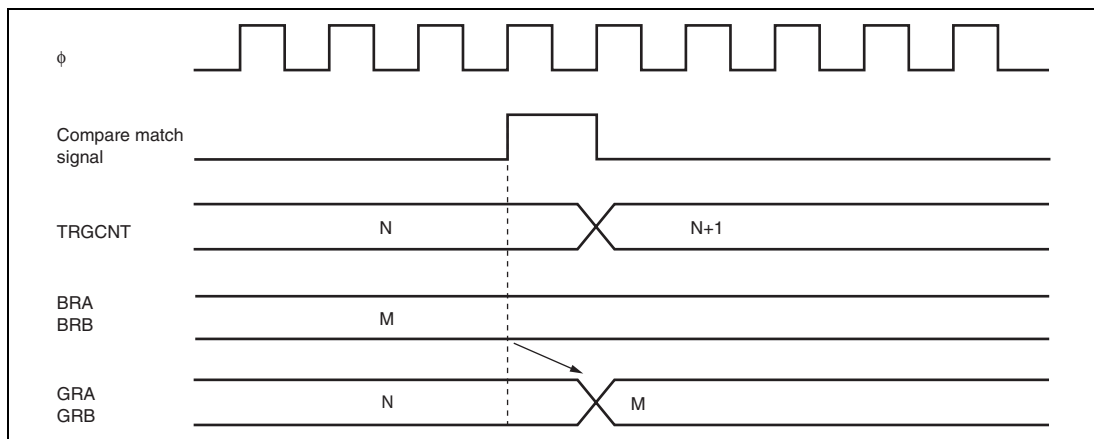 ϕ
Compare match
signal
TRGCNT
N
N+1
BRA
BRB
M
GRA
GRB
N
M